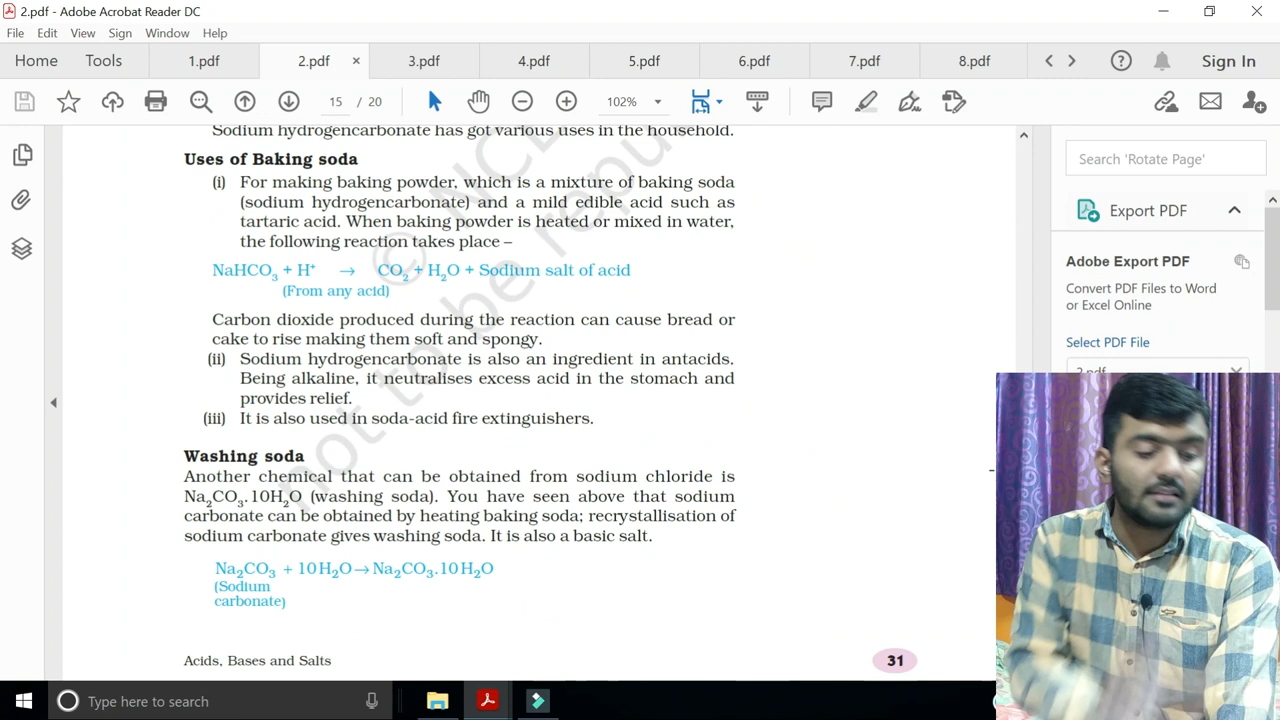 2.pdf - Adobe Acrobat Reader DC
File Edit View Sign Window Help
Home Tools 1.pdf 2.pdf × 3.pdf 4.pdf 5.pdf 6.pdf 7.pdf 8.pdf Sign In
15 / 20 102%
Sodium hydrogencarbonate has got various uses in the household.
Uses of Baking soda
(i) For making baking powder, which is a mixture of baking soda
(sodium hydrogencarbonate) and a mild edible acid such as
tartaric acid. When baking powder is heated or mixed in water,
the following reaction takes place –
NaHCO₃ + H⁺ → CO₂ + H₂O + Sodium salt of acid
(From any acid)
Carbon dioxide produced during the reaction can cause bread or
cake to rise making them soft and spongy.
(ii) Sodium hydrogencarbonate is also an ingredient in antacids.
Being alkaline, it neutralises excess acid in the stomach and
provides relief.
(iii) It is also used in soda-acid fire extinguishers.
Washing soda
Another chemical that can be obtained from sodium chloride is
Na₂CO₃.10H₂O (washing soda). You have seen above that sodium
carbonate can be obtained by heating baking soda; recrystallisation of
sodium carbonate gives washing soda. It is also a basic salt.
Na₂CO₃ + 10H₂O → Na₂CO₃.10H₂O
(Sodium
carbonate)
Acids, Bases and Salts
31
© NCE
not to be repu
Search 'Rotate Page'
Export PDF
Adobe Export PDF
Convert PDF Files to Word
or Excel Online
Select PDF File
2.pdf
Type here to search